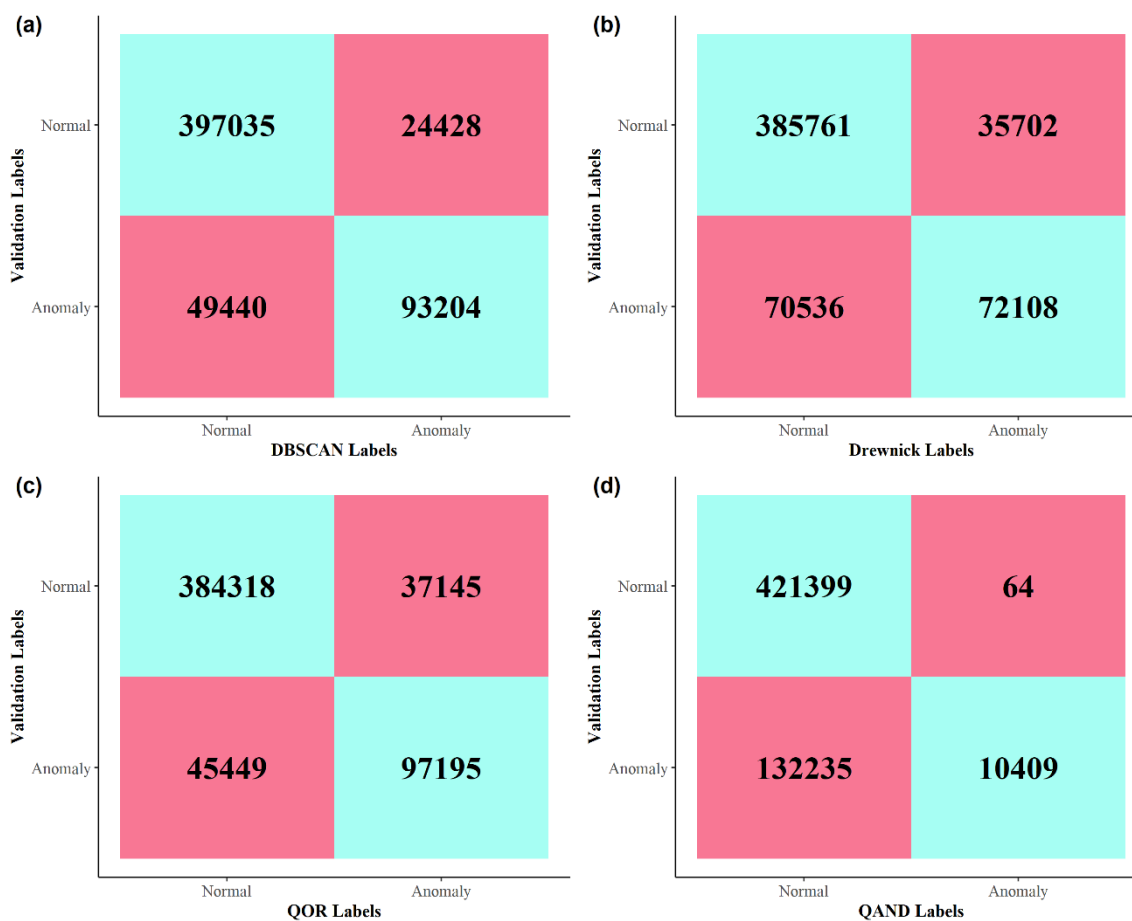 (a)
Validation Labels
Normal
397035
24428
Anomaly
49440
93204
Normal
Anomaly
DBSCAN Labels
(b)
Validation Labels
Normal
385761
35702
Anomaly
70536
72108
Normal
Anomaly
Drewnick Labels
(c)
Validation Labels
Normal
384318
37145
Anomaly
45449
97195
Normal
Anomaly
QOR Labels
(d)
Validation Labels
Normal
421399
64
Anomaly
132235
10409
Normal
Anomaly
QAND Labels